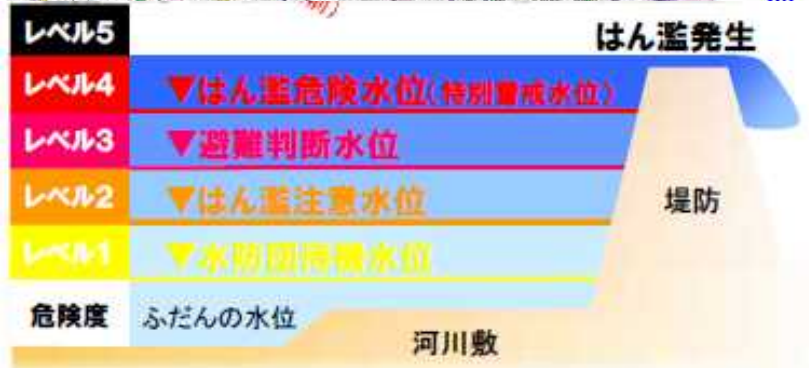 レベル5 はん濫発生
レベル4 ▼はん濫危険水位(特別警戒水位)
レベル3 ▼避難判断水位
レベル2 ▼はん濫注意水位
堤防
レベル1 ▼水防団待機水位
危険度 ふだんの水位
河川敷